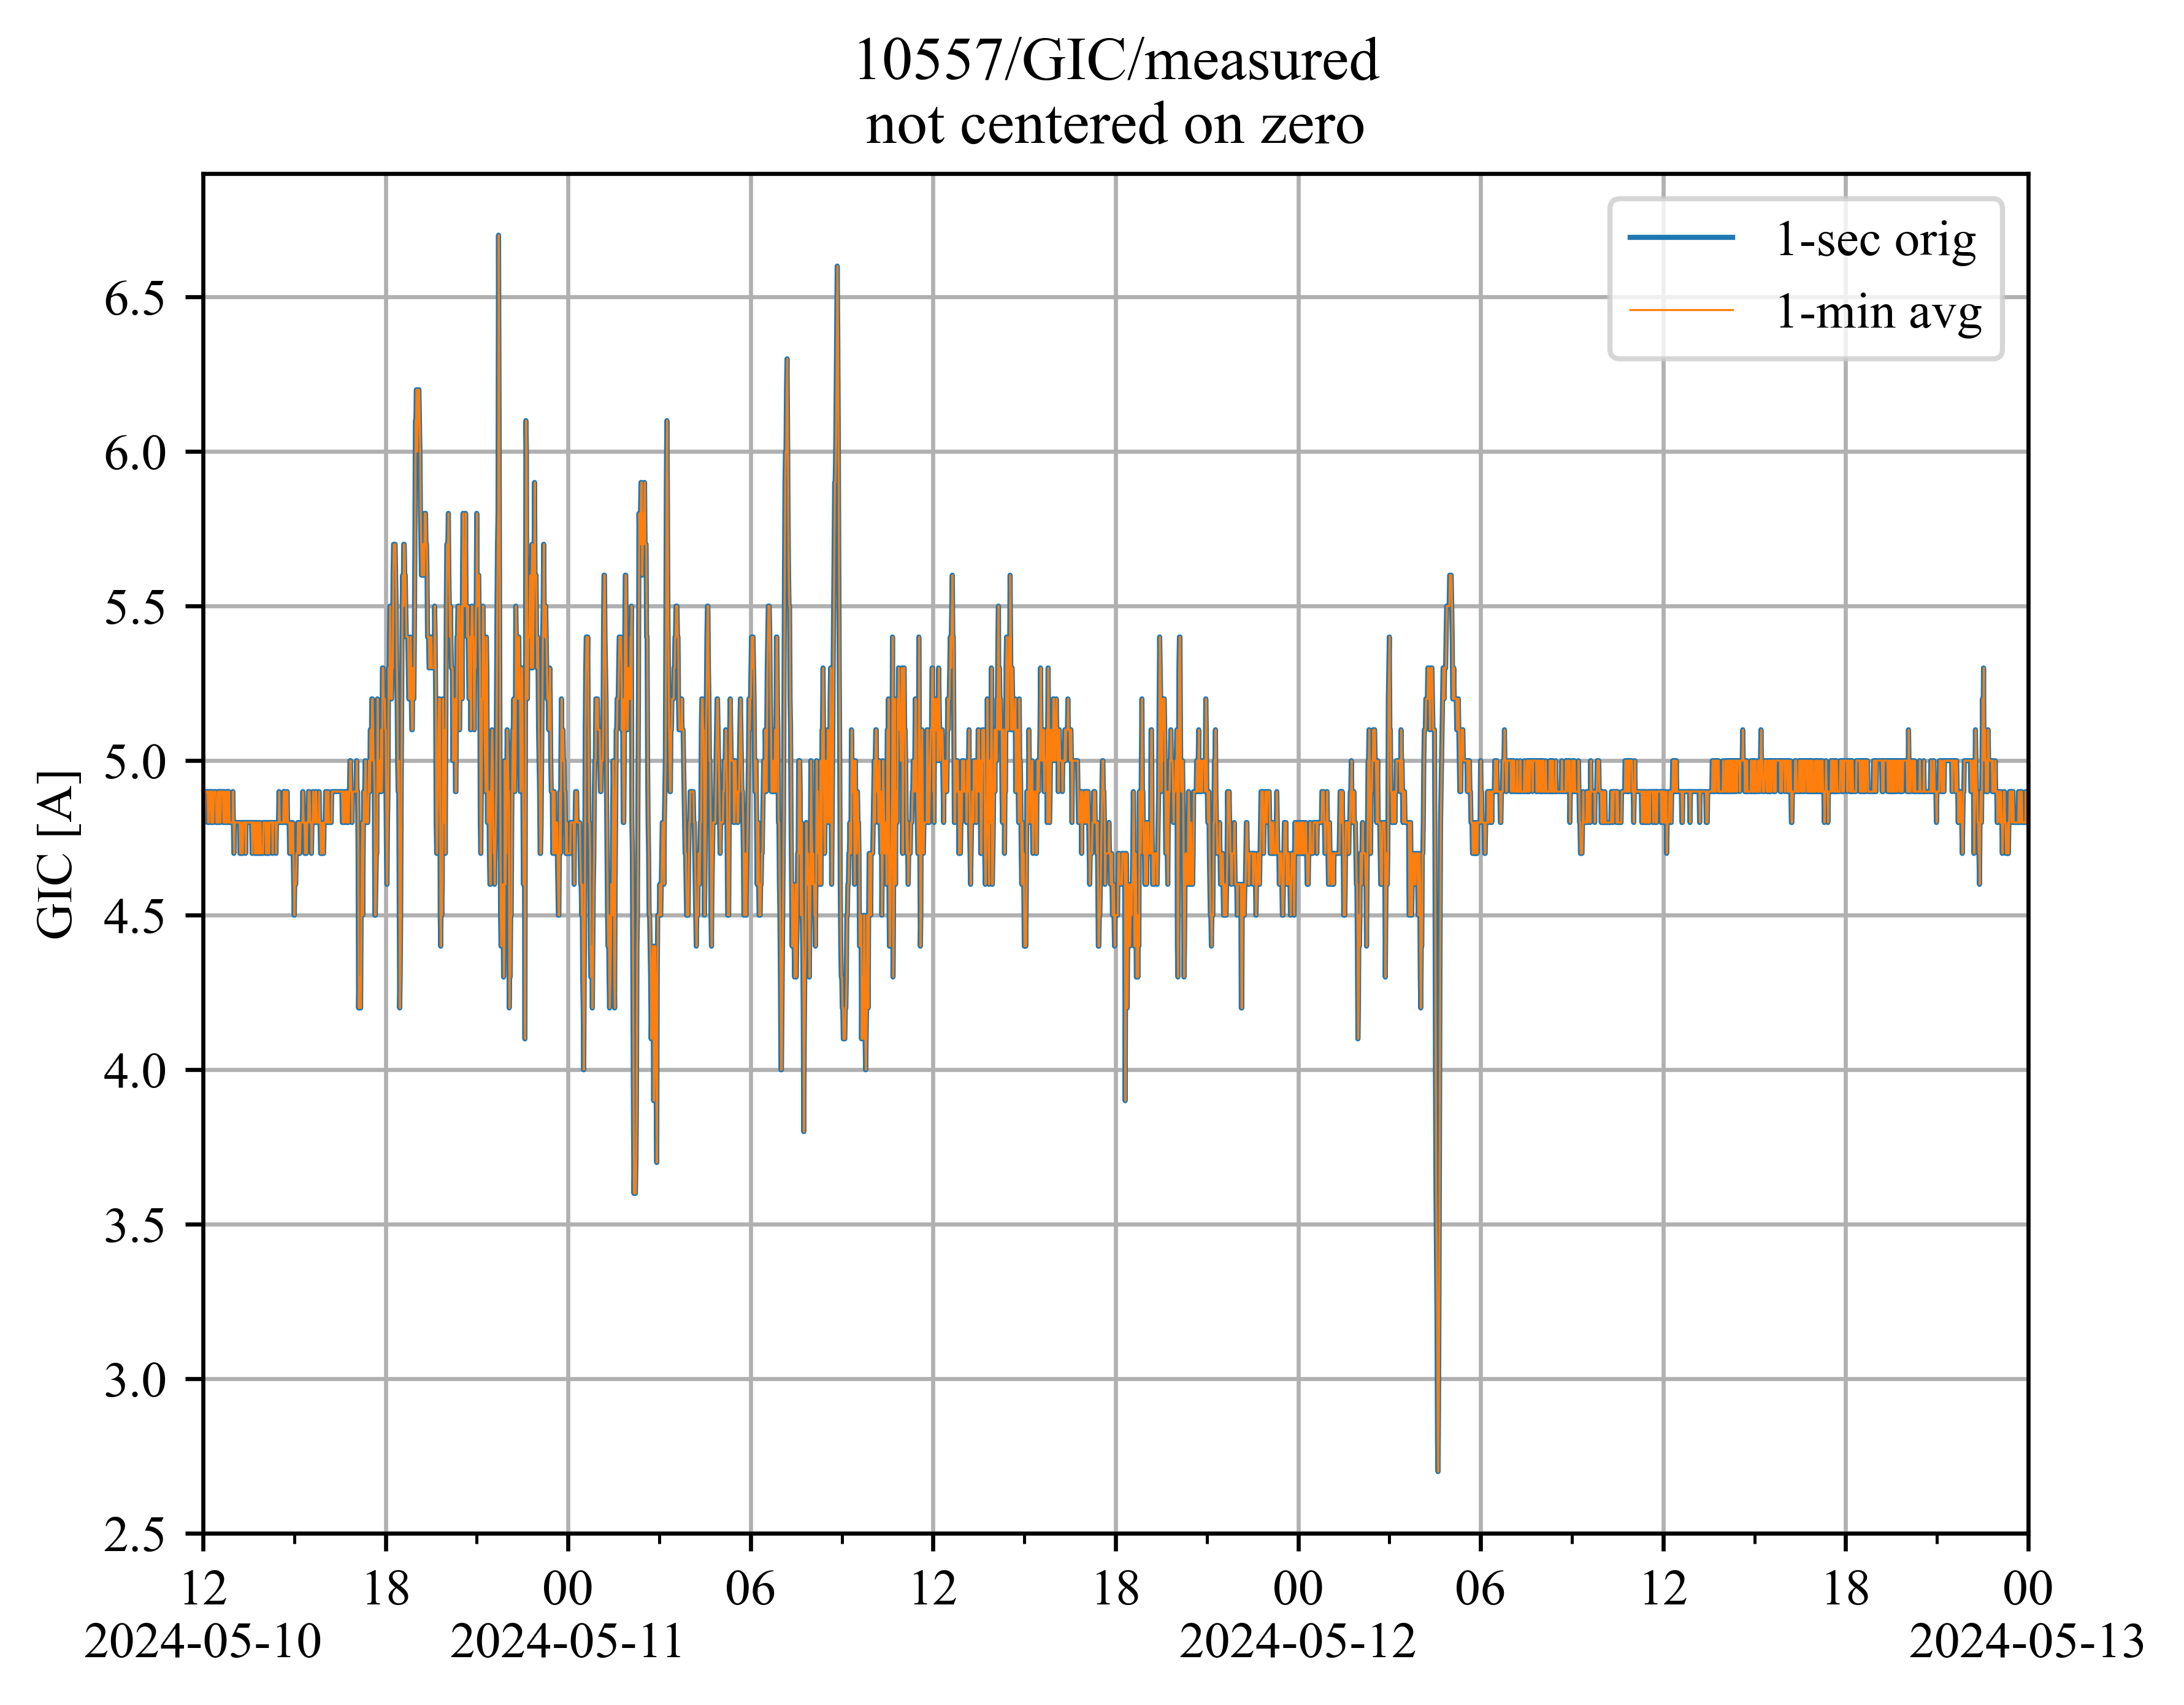 10557/GIC/measured
not centered on zero
1-sec orig
1-min avg
GIC [A]
6.5
6.0
5.5
5.0
4.5
4.0
3.5
3.0
2.5
12 18 00 06 12 18 00 06 12 18 00
2024-05-10 2024-05-11 2024-05-12 2024-05-13